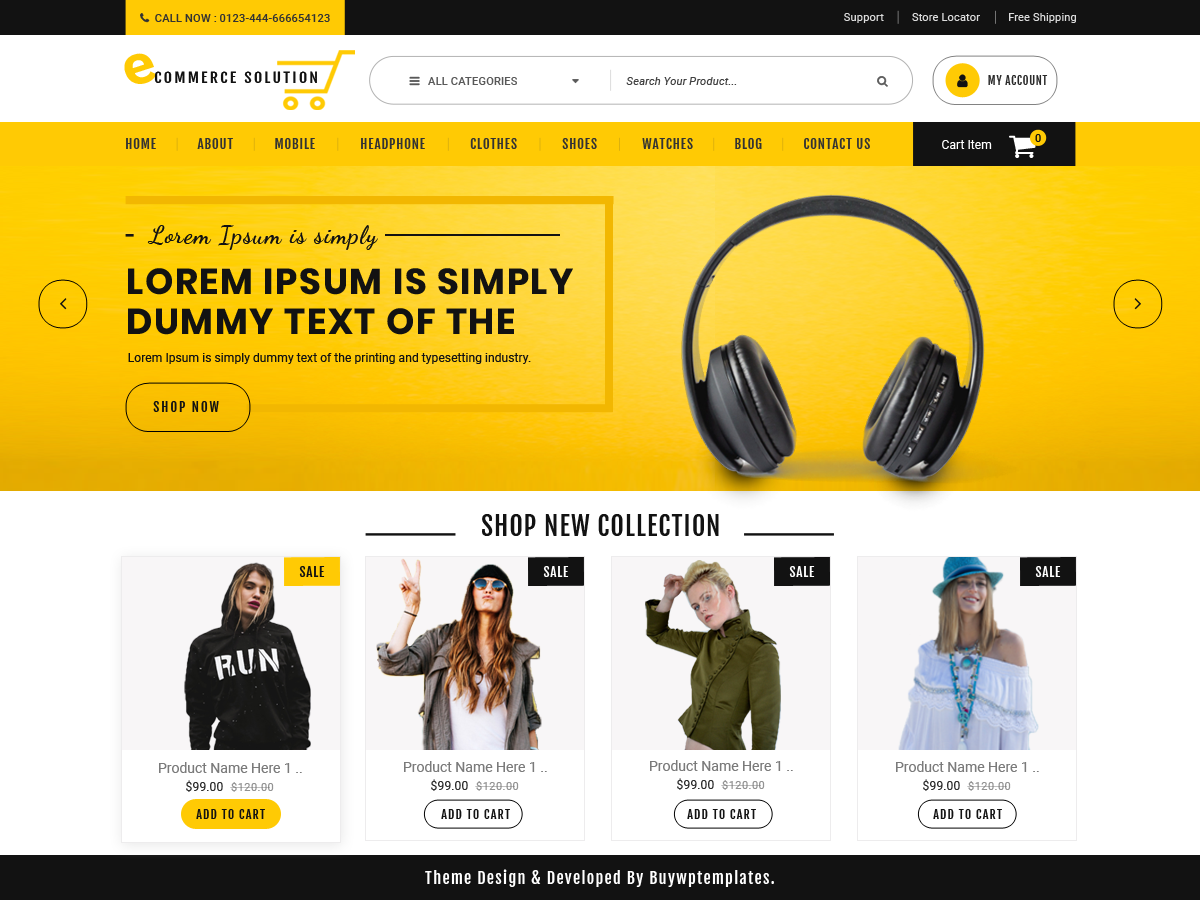 CALL NOW : 0123-444-666654123
Support
Store Locator
Free Shipping
eCOMMERCE SOLUTION
ALL CATEGORIES
Search Your Product...
MY ACCOUNT
HOME
ABOUT
MOBILE
HEADPHONE
CLOTHES
SHOES
WATCHES
BLOG
CONTACT US
Cart Item
0
Lorem Ipsum is simply
LOREM IPSUM IS SIMPLY
DUMMY TEXT OF THE
Lorem Ipsum is simply dummy text of the printing and typesetting industry.
SHOP NOW
SHOP NEW COLLECTION
SALE
RUN
Product Name Here 1 ..
$99.00 $120.00
ADD TO CART
SALE
Product Name Here 1 ..
$99.00 $120.00
ADD TO CART
SALE
Product Name Here 1 ..
$99.00 $120.00
ADD TO CART
SALE
Product Name Here 1 ..
$99.00 $120.00
ADD TO CART
Theme Design & Developed By Buywptemplates.